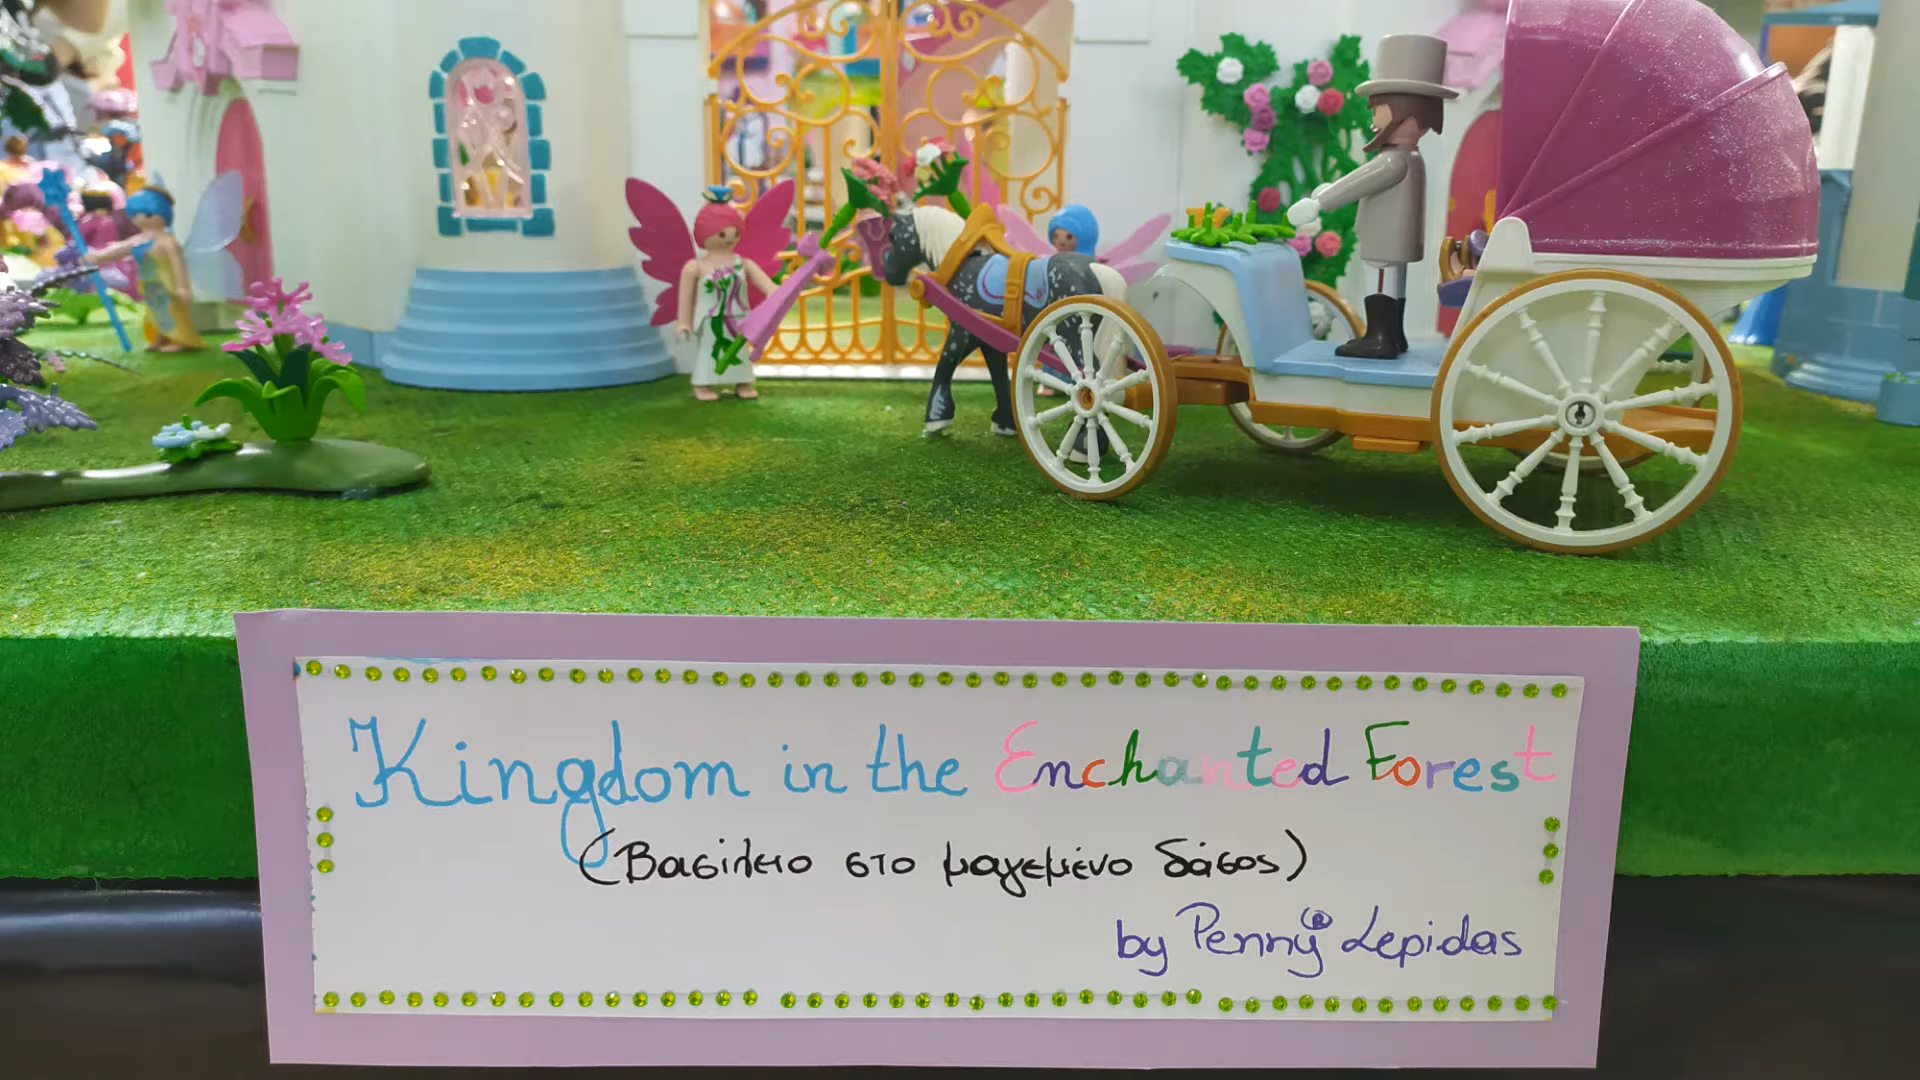 Kingdom in the Enchanted Forest
(Βασίλειο στο μαγεμένο δάσος)
by Penny Lepidas